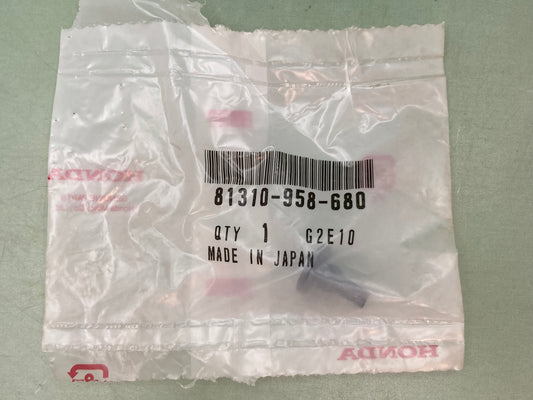 HONDA
81310-958-680
QTY 1 G2E10
MADE IN JAPAN
HONDA